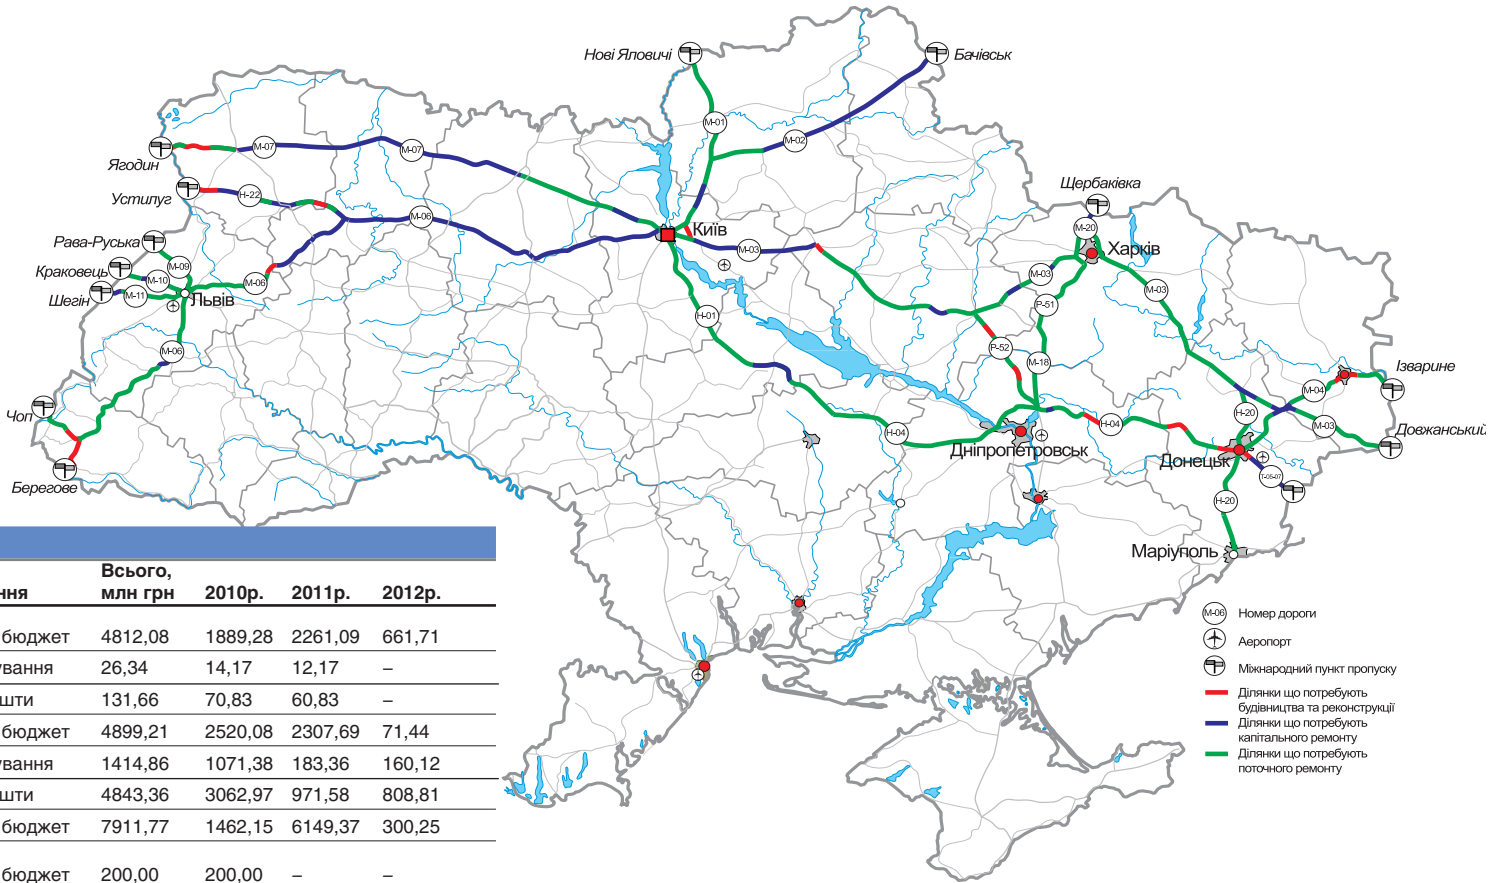 Нові Яловичі
Бачівськ
М-01
М-02
Ягодин
М-07
М-07
Устилуг
Н-22
М-06
Щербаківка
М-20
Київ
Харків
Рава-Руська
М-09
Краковець
М-10
М-06
Шегін
М-11
Львів
М-03
М-03
М-03
Р-51
Н-01
М-06
Р-52
М-18
Ізварине
М-04
Чоп
Н-20
Н-04
Н-04
М-03
Довжанський
Дніпропетровськ
Донецьк
Т-05-07
Берегове
Н-20
Маріуполь
ння Всього, млн грн 2010р. 2011р. 2012р.
бюджет 4812,08 1889,28 2261,09 661,71
ування 26,34 14,17 12,17 –
шти 131,66 70,83 60,83 –
бюджет 4899,21 2520,08 2307,69 71,44
ування 1414,86 1071,38 183,36 160,12
шти 4843,36 3062,97 971,58 808,81
бюджет 7911,77 1462,15 6149,37 300,25
бюджет 200,00 200,00 – –
М-06 Номер дороги
Аеропорт
Міжнародний пункт пропуску
Ділянки що потребують
будівництва та реконструкції
Ділянки що потребують
капітального ремонту
Ділянки що потребують
поточного ремонту